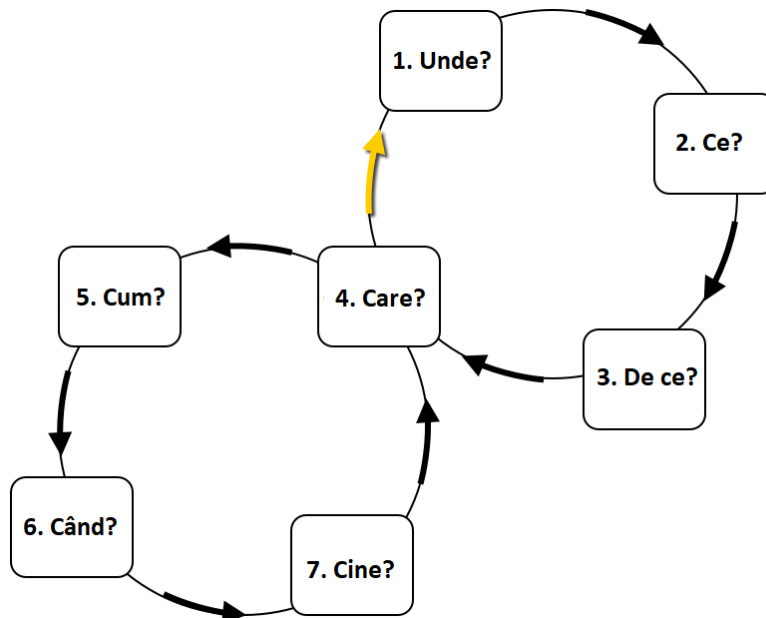 1. Unde?
2. Ce?
3. De ce?
4. Care?
5. Cum?
6. Când?
7. Cine?